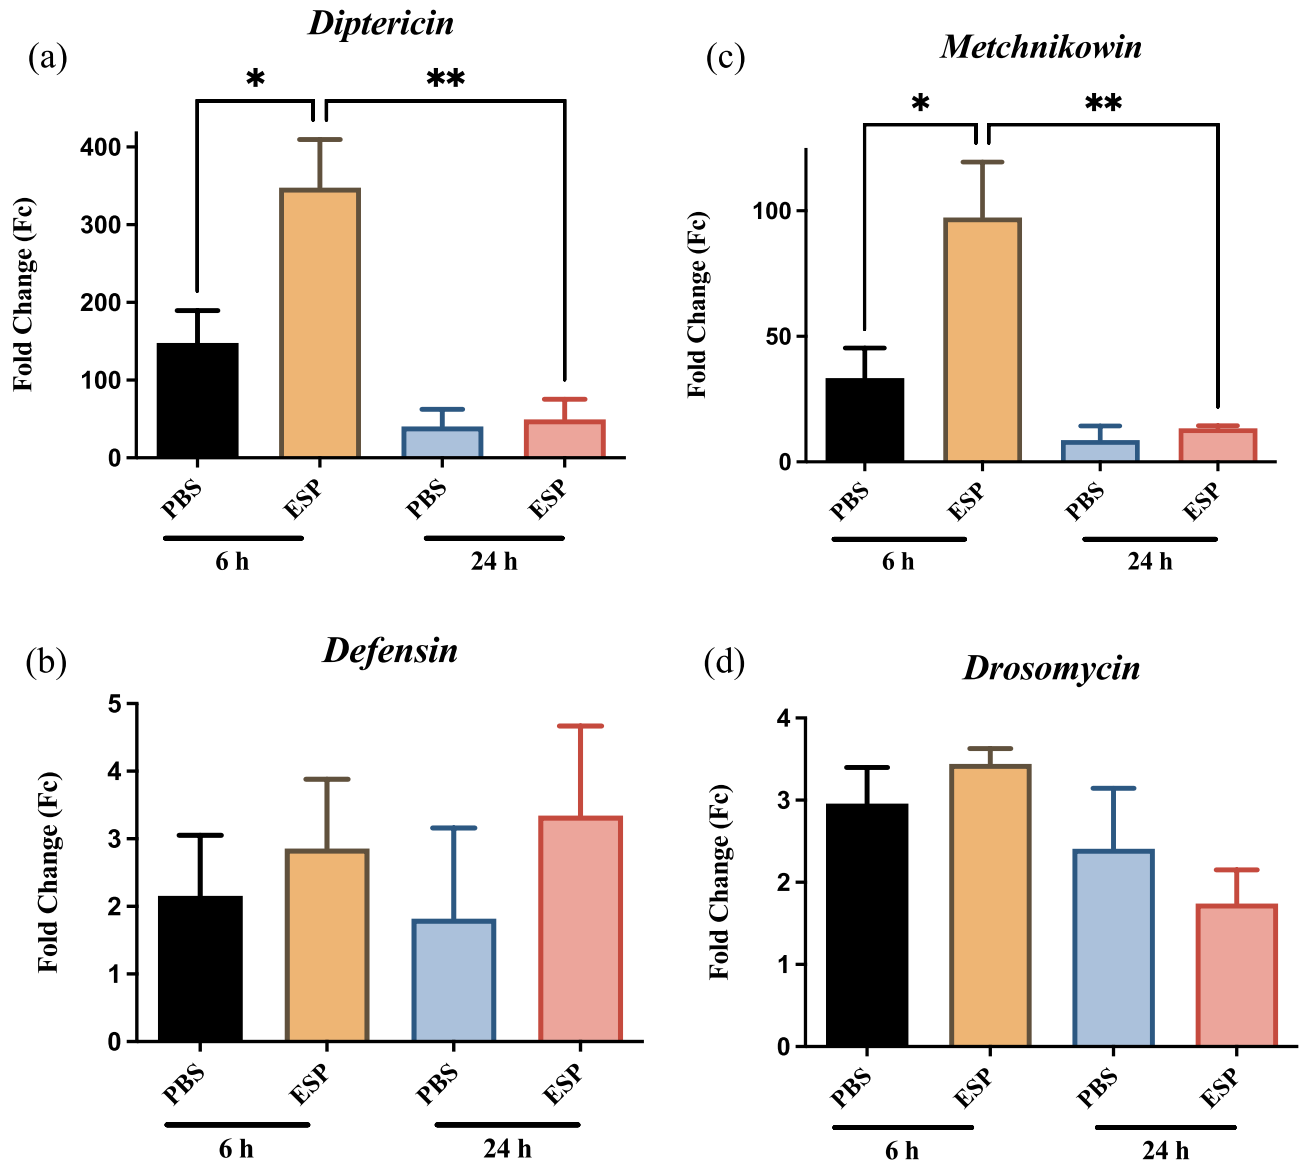 (a)
Diptericin
*
**
Fold Change (Fc)
400
300
200
100
0
PBS
ESP
PBS
ESP
6 h
24 h
(c)
Metchnikowin
*
**
Fold Change (Fc)
100
50
0
PBS
ESP
PBS
ESP
6 h
24 h
(b)
Defensin
Fold Change (Fc)
5
4
3
2
1
0
PBS
ESP
PBS
ESP
6 h
24 h
(d)
Drosomycin
Fold Change (Fc)
4
3
2
1
0
PBS
ESP
PBS
ESP
6 h
24 h